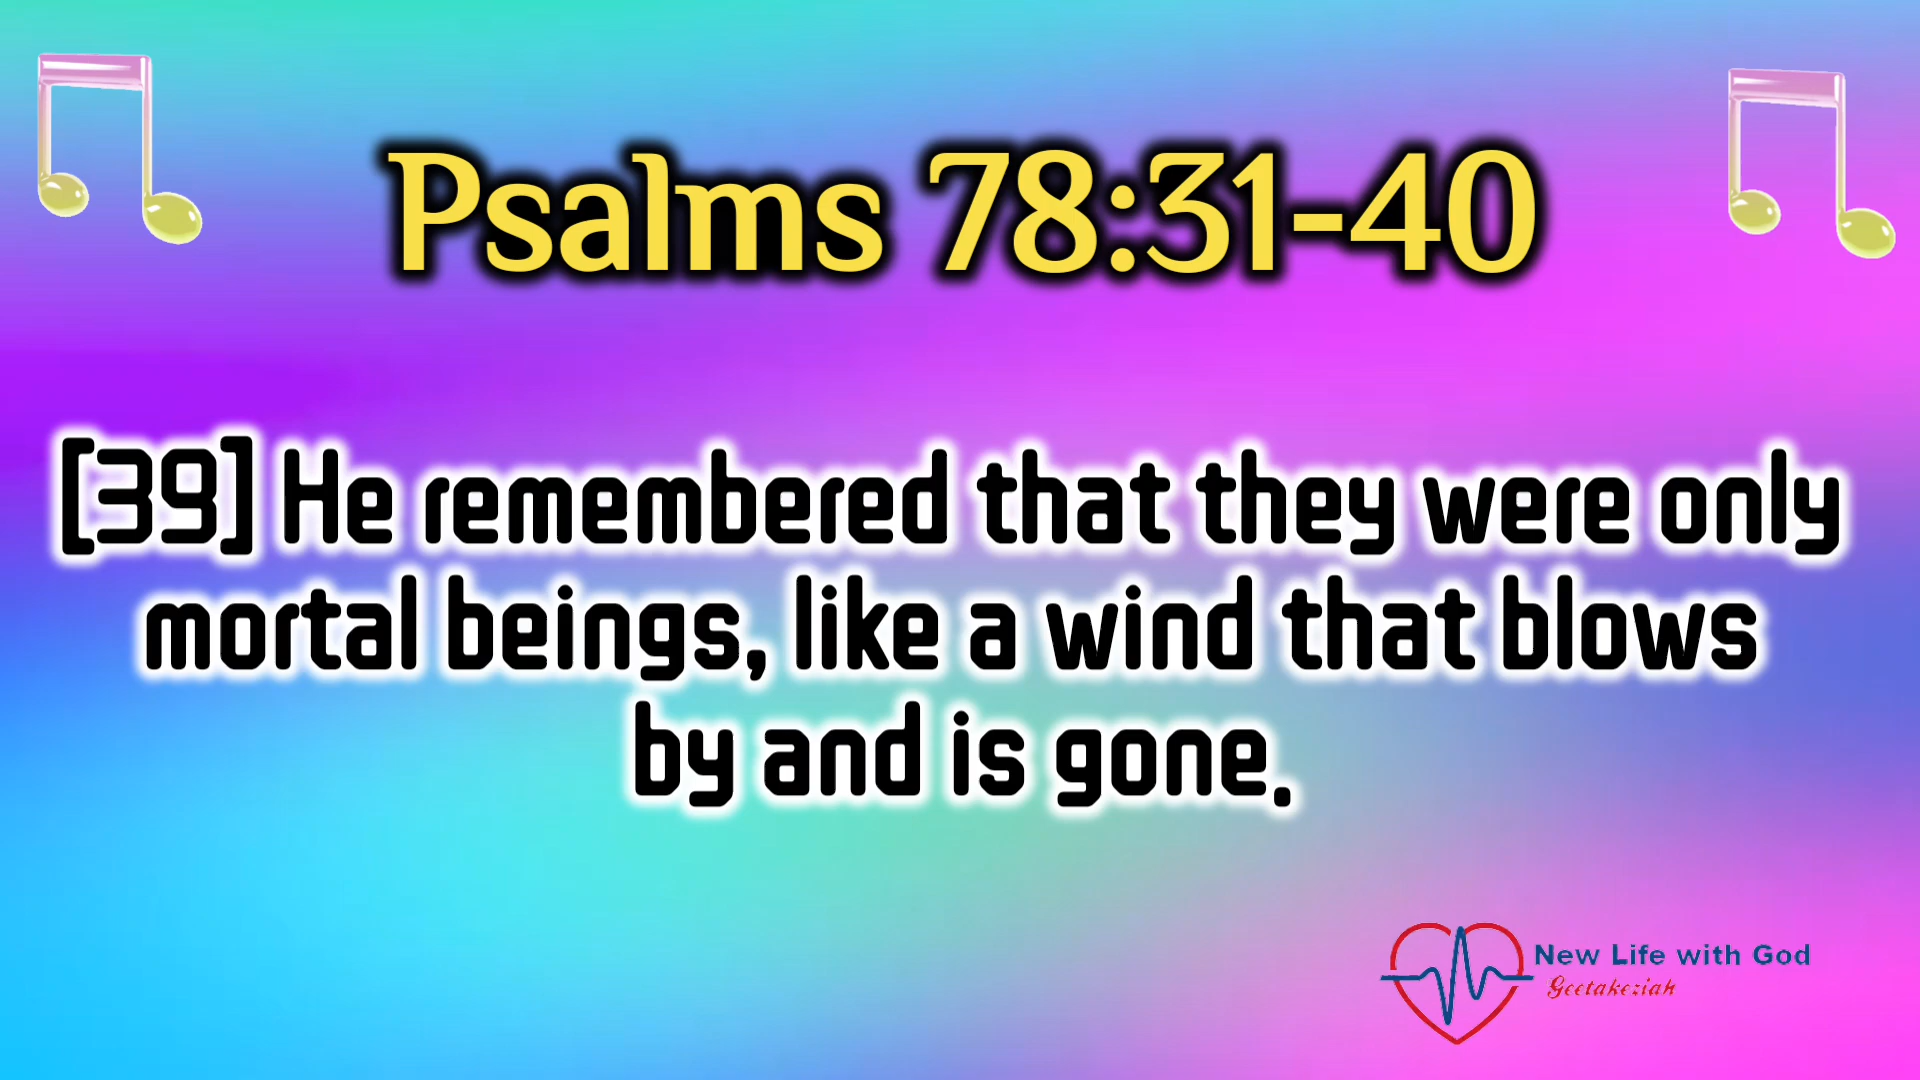 Psalms 78:31-40
[39] He remembered that they were only
mortal beings, like a wind that blows
by and is gone.
New Life with God
Geetakeziah